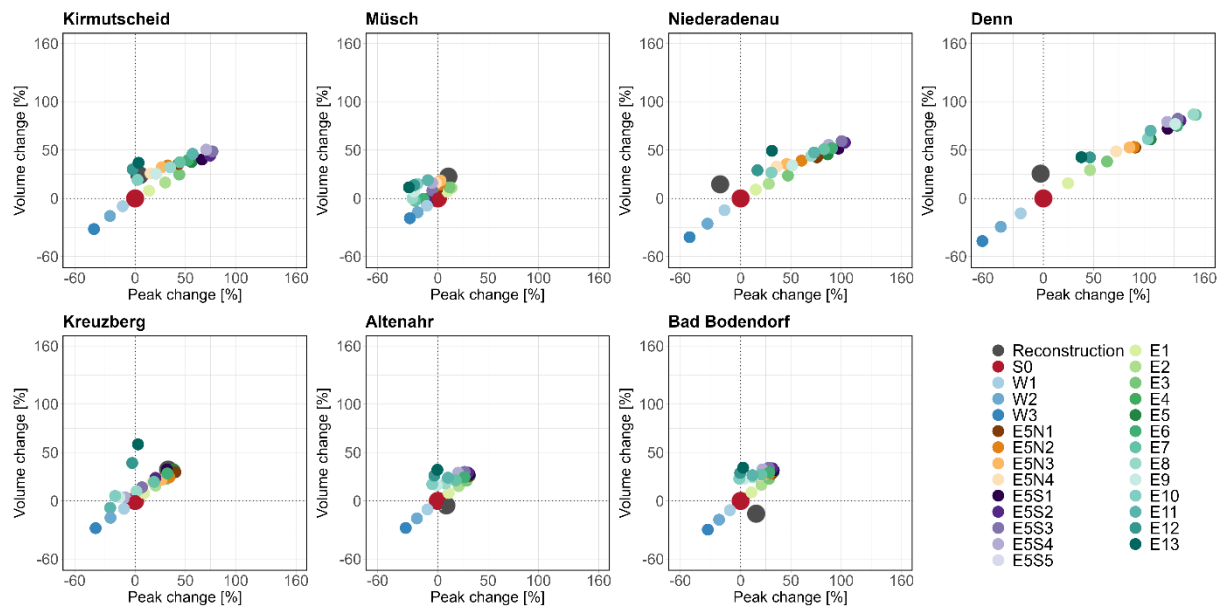 Kirmutscheid Müsch Niederadenau Denn
160 160 160 160
100 100 100 100
50 50 50 50
0 0 0 0
-60 -60 -60 -60
Volume change [%] Volume change [%] Volume change [%] Volume change [%]
-60 0 50 100 160 -60 0 50 100 160 -60 0 50 100 160 -60 0 50 100 160
Peak change [%] Peak change [%] Peak change [%] Peak change [%]
Kreuzberg Altenahr Bad Bodendorf
160 160 160
100 100 100
50 50 50
0 0 0
-60 -60 -60
Volume change [%] Volume change [%] Volume change [%]
-60 0 50 100 160 -60 0 50 100 160 -60 0 50 100 160
Peak change [%] Peak change [%] Peak change [%]
Reconstruction E1
S0 E2
W1 E3
W2 E4
W3 E5
E5N1 E6
E5N2 E7
E5N3 E8
E5N4 E9
E5S1 E10
E5S2 E11
E5S3 E12
E5S4 E13
E5S5